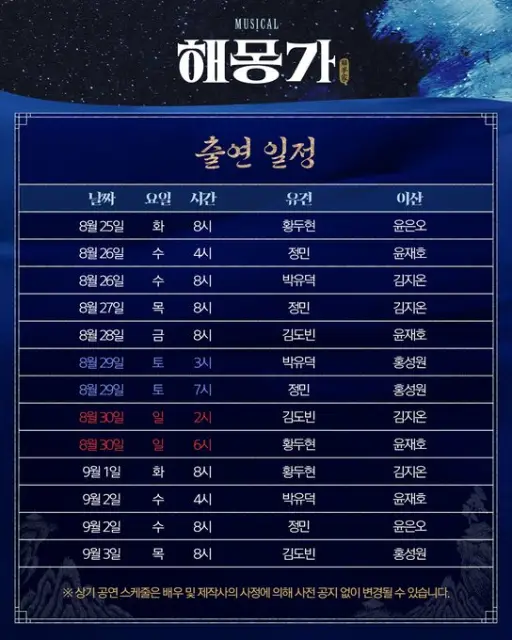 MUSICAL
해몽가
출연 일정
날짜 요일 시간 유견 이산
8월 25일 화 8시 황두현 윤은오
8월 26일 수 4시 정민 윤재호
8월 26일 수 8시 박유덕 김지온
8월 27일 목 8시 정민 김지온
8월 28일 금 8시 김도빈 윤재호
8월 29일 토 3시 박유덕 홍성원
8월 29일 토 7시 정민 홍성원
8월 30일 일 2시 김도빈 김지온
8월 30일 일 6시 황두현 윤재호
9월 1일 화 8시 황두현 김지온
9월 2일 수 4시 박유덕 윤재호
9월 2일 수 8시 정민 윤은오
9월 3일 목 8시 김도빈 홍성원
※ 상기 공연 스케줄은 배우 및 제작사의 사정에 의해 사전 공지 없이 변경될 수 있습니다.